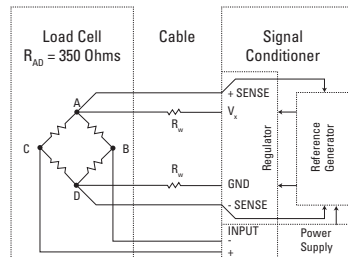 Load Cell
R_AD = 350 Ohms
Cable
Signal
Conditioner
A
C
B
D
R_w
R_w
+ SENSE
V_x
GND
- SENSE
INPUT
-
+
Regulator
Reference
Generator
Power
Supply